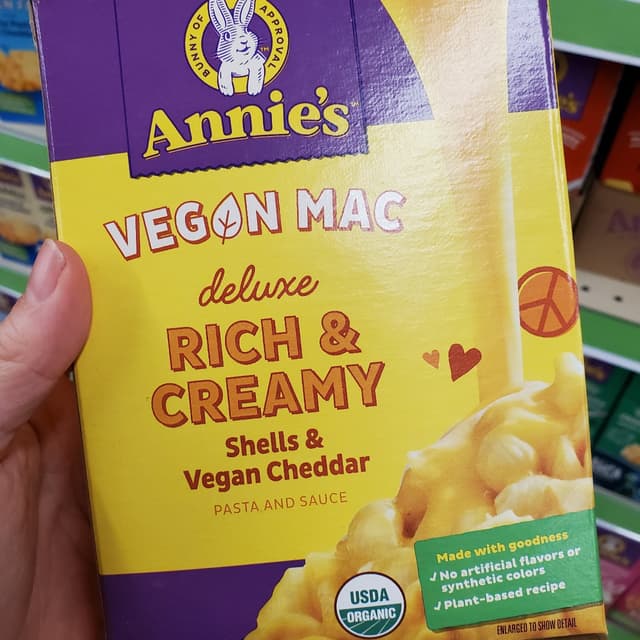 BUNNY OF APPROVAL
Annie's
VEGAN MAC
deluxe
RICH &
CREAMY
Shells &
Vegan Cheddar
PASTA AND SAUCE
Made with goodness
✓ No artificial flavors or
synthetic colors
✓ Plant-based recipe
USDA
ORGANIC
ENLARGED TO SHOW DETAIL